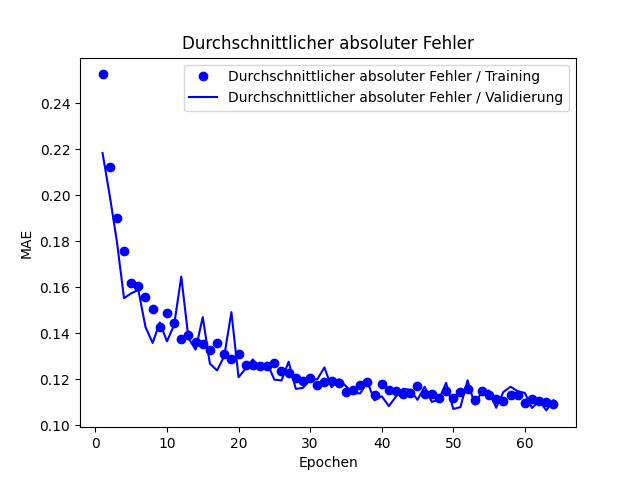 Durchschnittlicher absoluter Fehler
Durchschnittlicher absoluter Fehler / Training
Durchschnittlicher absoluter Fehler / Validierung
MAE
0.24
0.22
0.20
0.18
0.16
0.14
0.12
0.10
0 10 20 30 40 50 60
Epochen